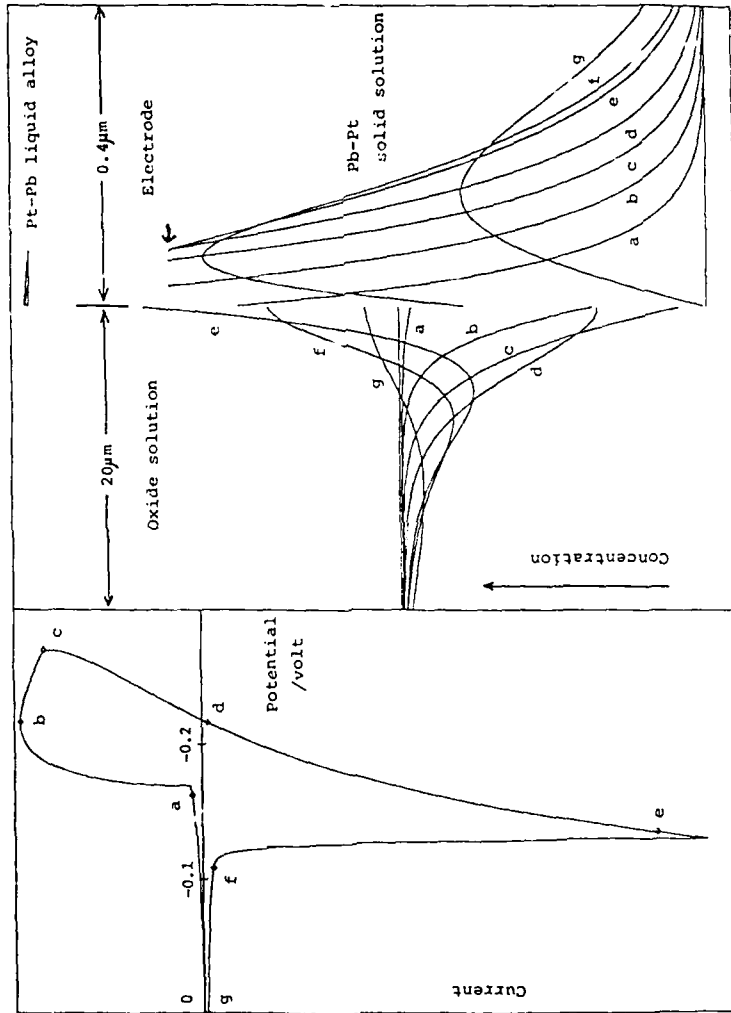 Pt-Pb liquid alloy
20μm
0.4μm
Oxide solution
Electrode
Pb-Pt
solid solution
e
f
g
a
b
c
d
g
f
e
d
c
b
a
Concentration
b
c
a
d
e
f
g
0
-0.1
-0.2
Potential
/volt
Current